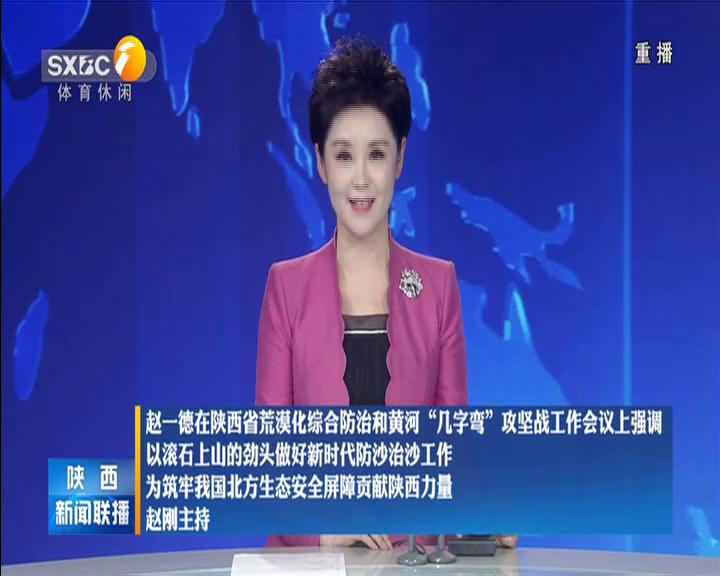 SXBC
体育休闲
重播
赵一德在陕西省荒漠化综合防治和黄河“几字弯”攻坚战工作会议上强调
以滚石上山的劲头做好新时代防沙治沙工作
为筑牢我国北方生态安全屏障贡献陕西力量
赵刚主持
陕西
新闻联播